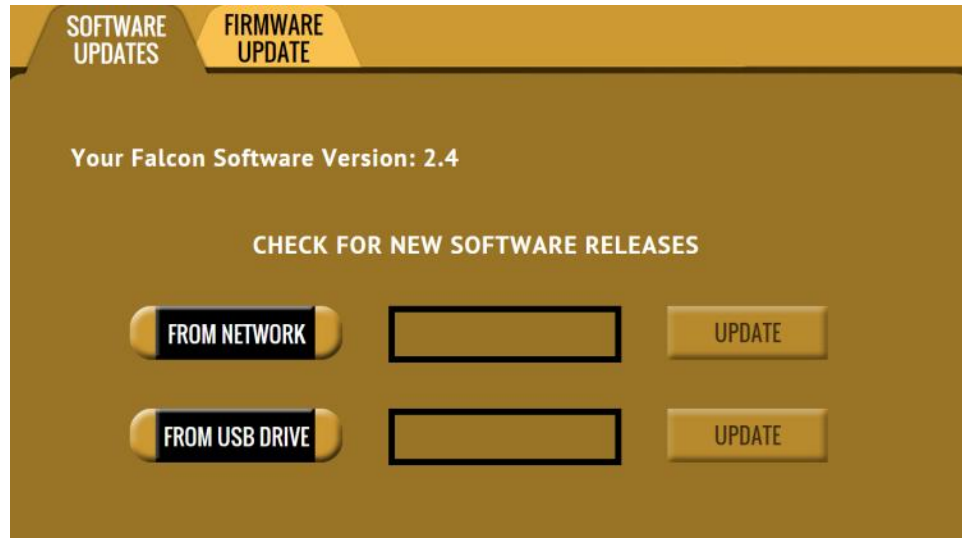 SOFTWARE
UPDATES
FIRMWARE
UPDATE
Your Falcon Software Version: 2.4
CHECK FOR NEW SOFTWARE RELEASES
FROM NETWORK
UPDATE
FROM USB DRIVE
UPDATE